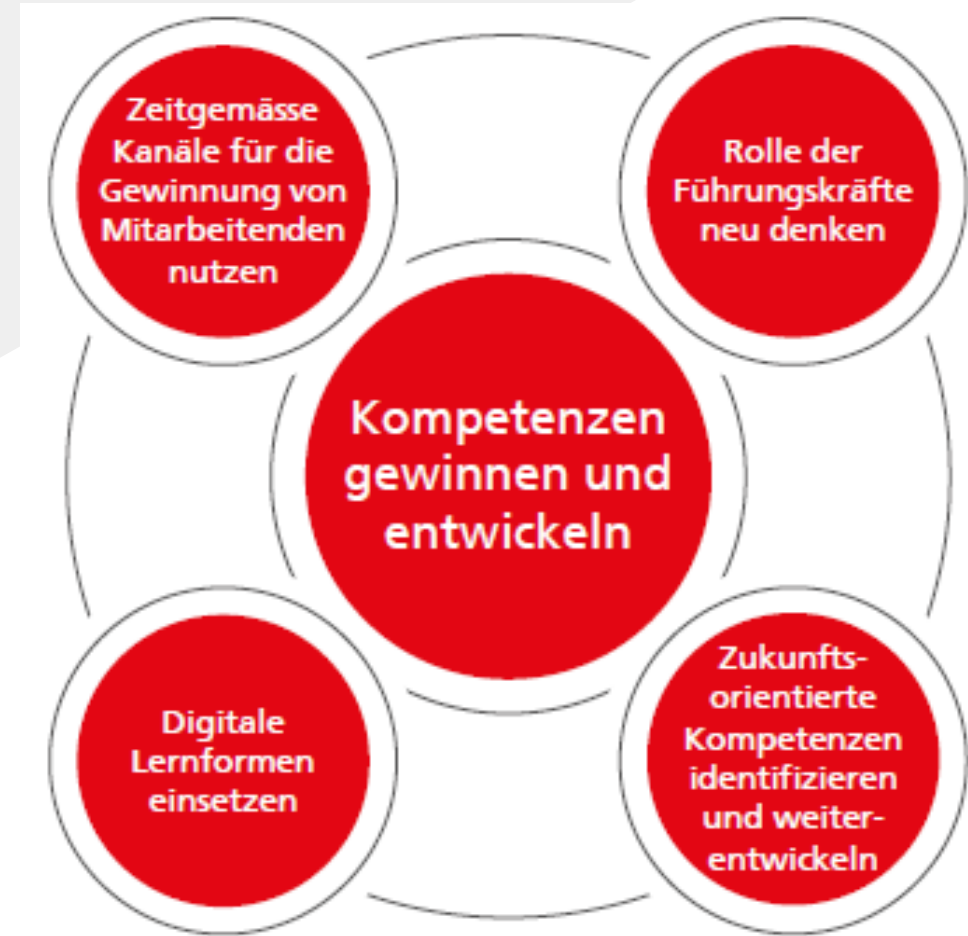 Zeitgemässe
Kanäle für die
Gewinnung von
Mitarbeitenden
nutzen
Rolle der
Führungskräfte
neu denken
Kompetenzen
gewinnen und
entwickeln
Digitale
Lernformen
einsetzen
Zukunfts-
orientierte
Kompetenzen
identifizieren
und weiter-
entwickeln